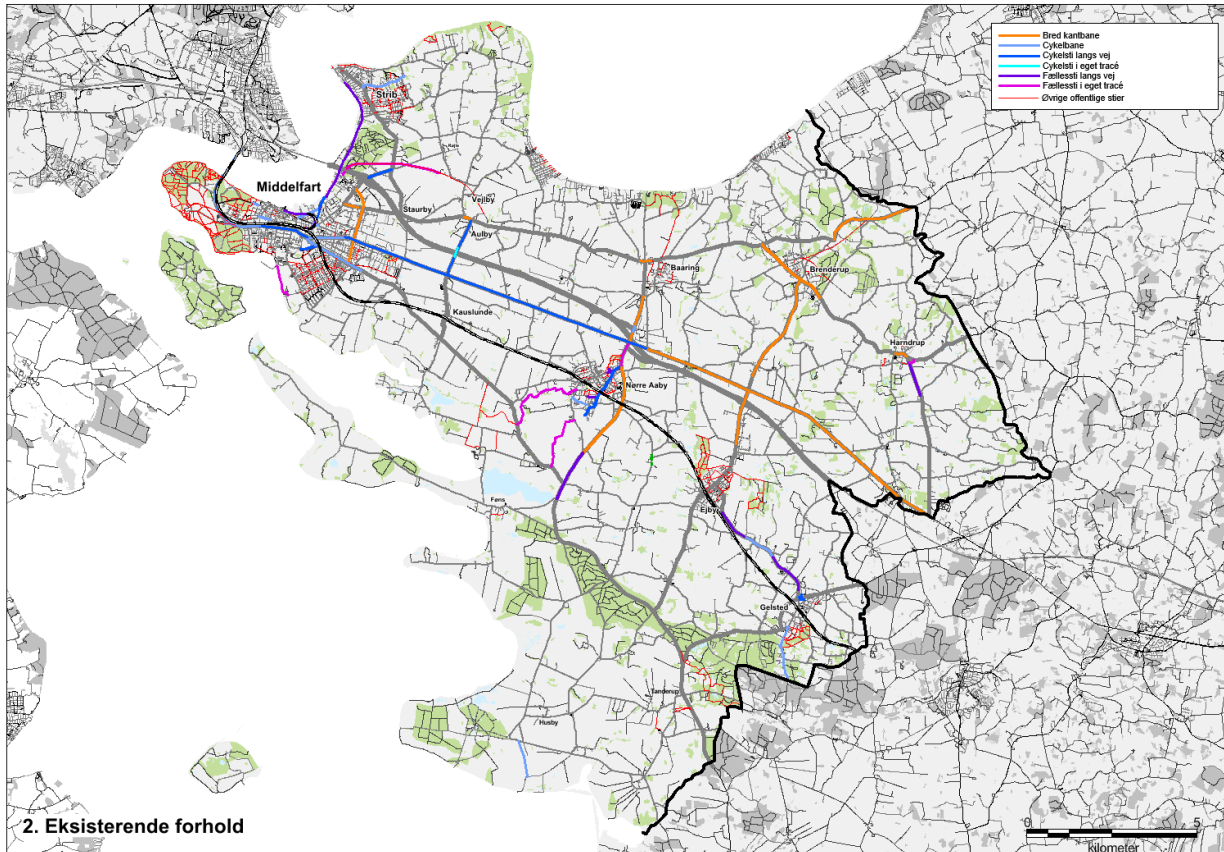 Bred kantbane
Cykelbane
Cykelsti langs vej
Cykelsti i eget tracé
Fællessti langs vej
Fællessti i eget tracé
Øvrige offentlige stier
Strib
Middelfart
Vejlby
Staurby
Aulby
Baaring
Brenderup
Kauslunde
Harndrup
Nørre Aaby
Føns
Ejby
Gelsted
Tanderup
Husby
2. Eksisterende forhold
0 5
kilometer